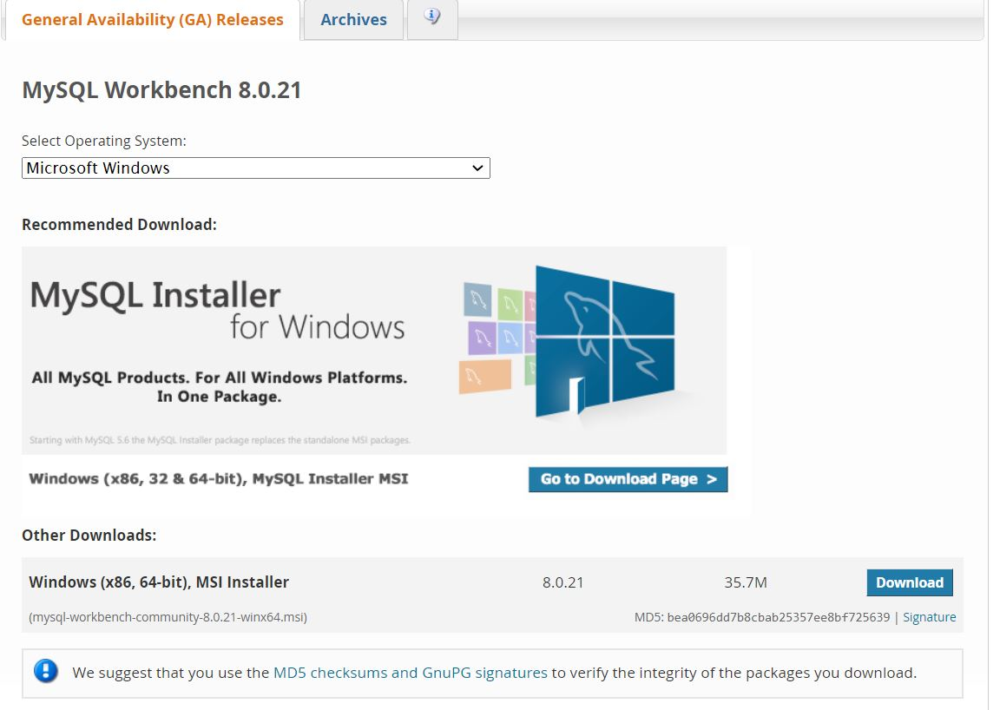 General Availability (GA) Releases
Archives
MySQL Workbench 8.0.21
Select Operating System:
Microsoft Windows
Recommended Download:
MySQL Installer
for Windows
All MySQL Products. For All Windows Platforms.
In One Package.
Starting with MySQL 5.6 the MySQL Installer package replaces the standalone MSI packages.
Windows (x86, 32 & 64-bit), MySQL Installer MSI
Go to Download Page >
Other Downloads:
Windows (x86, 64-bit), MSI Installer 8.0.21 35.7M Download
(mysql-workbench-community-8.0.21-winx64.msi) MD5: bea0696dd7b8cbab25357ee8bf725639 | Signature
We suggest that you use the MD5 checksums and GnuPG signatures to verify the integrity of the packages you download.